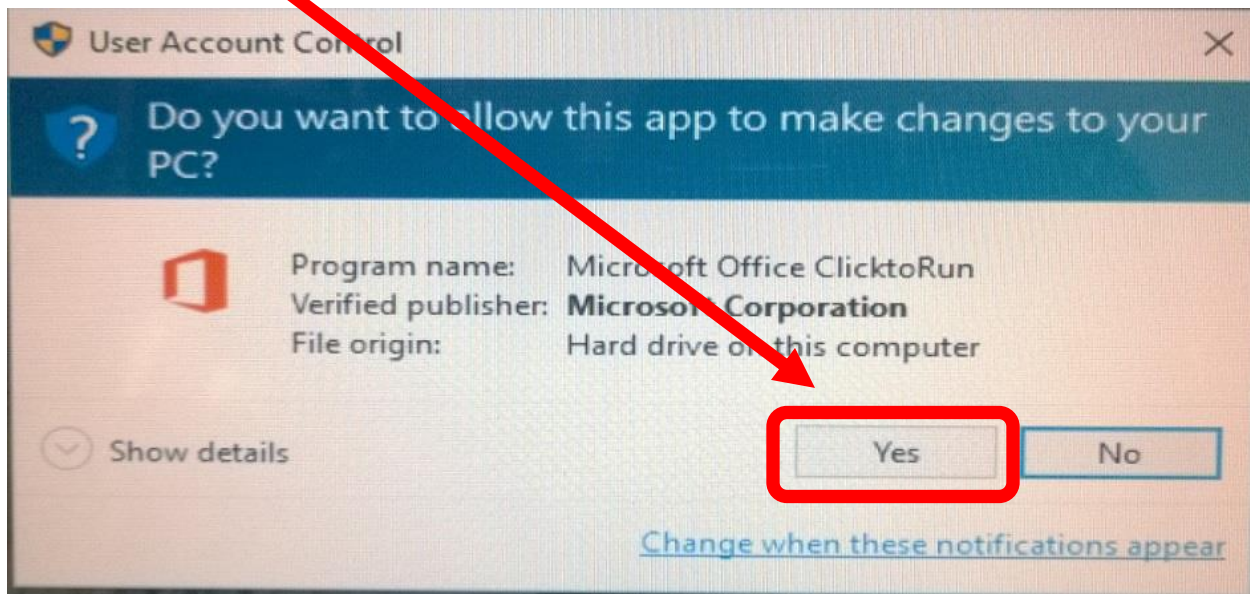 User Account Control
Do you want to allow this app to make changes to your
PC?
Program name: Microsoft Office ClicktoRun
Verified publisher: Microsoft Corporation
File origin: Hard drive on this computer
Show details
Yes
No
Change when these notifications appear